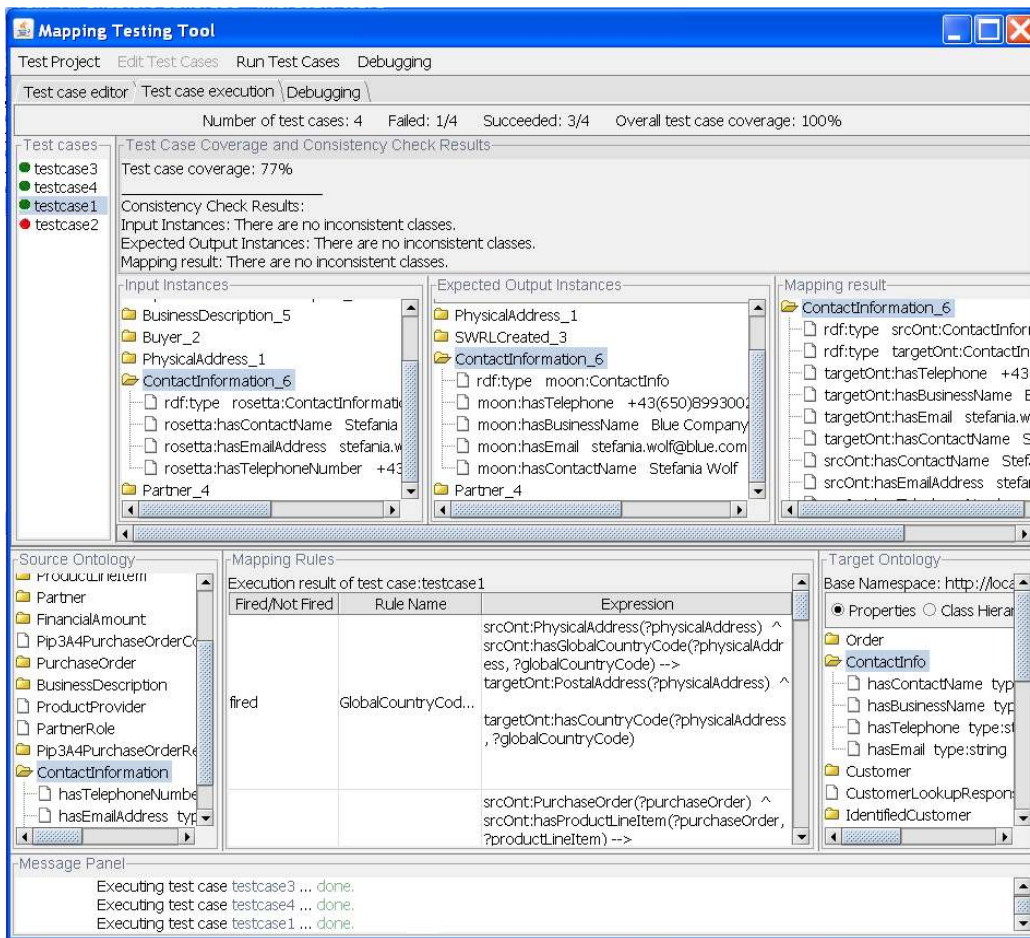 Mapping Testing Tool
Test Project Edit Test Cases Run Test Cases Debugging
Test case editor Test case execution Debugging
Number of test cases: 4 Failed: 1/4 Succeeded: 3/4 Overall test case coverage: 100%
Test cases
testcase3
testcase4
testcase1
testcase2
Test Case Coverage and Consistency Check Results
Test case coverage: 77%
Consistency Check Results:
Input Instances: There are no inconsistent classes.
Expected Output Instances: There are no inconsistent classes.
Mapping result: There are no inconsistent classes.
Input Instances
BusinessDescription_5
Buyer_2
PhysicalAddress_1
ContactInformation_6
rdf:type rosetta:ContactInformati
rosetta:hasContactName Stefania
rosetta:hasEmailAddress stefania.w
rosetta:hasTelephoneNumber +43
Partner_4
Expected Output Instances
PhysicalAddress_1
SWRLCreated_3
ContactInformation_6
rdf:type moon:ContactInfo
moon:hasTelephone +43(650)8993002
moon:hasBusinessName Blue Company
moon:hasEmail stefania.wolf@blue.com
moon:hasContactName Stefania Wolf
Partner_4
Mapping result
ContactInformation_6
rdf:type srcOnt:ContactInfor
rdf:type targetOnt:ContactIn
targetOnt:hasTelephone +43
targetOnt:hasBusinessName
targetOnt:hasEmail stefania.w
targetOnt:hasContactName S
srcOnt:hasContactName Stef
srcOnt:hasEmailAddress stefan
Source Ontology
ProductLineItem
Partner
FinancialAmount
Pip3A4PurchaseOrderCo
PurchaseOrder
BusinessDescription
ProductProvider
PartnerRole
Pip3A4PurchaseOrderRe
ContactInformation
hasTelephoneNumbe
hasEmailAddress typ
Mapping Rules
Execution result of test case:testcase1
Fired/Not Fired Rule Name Expression
srcOnt:PhysicalAddress(?physicalAddress) ^
srcOnt:hasGlobalCountryCode(?physicalAddr
ess, ?globalCountryCode) -->
targetOnt:PostalAddress(?physicalAddress) ^
fired GlobalCountryCod...
targetOnt:hasCountryCode(?physicalAddress
, ?globalCountryCode)
srcOnt:PurchaseOrder(?purchaseOrder) ^
srcOnt:hasProductLineItem(?purchaseOrder,
?productLineItem) -->
Target Ontology
Base Namespace: http://loca
Properties Class Hierar
Order
ContactInfo
hasContactName typ
hasBusinessName typ
hasTelephone type:st
hasEmail type:string
Customer
CustomerLookupRespon
IdentifiedCustomer
Message Panel
Executing test case testcase3 ... done.
Executing test case testcase4 ... done.
Executing test case testcase1 ... done.